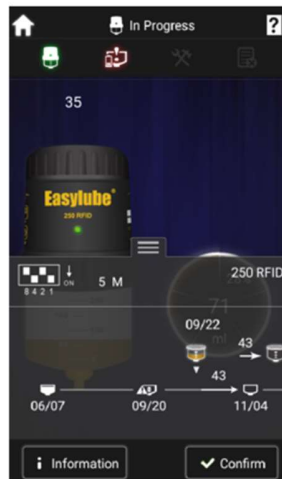 In Progress ?
35
Easylube®
250 RFID
8 4 2 1 ON 5 M 250 RFID
71
ml
09/22
43
43
06/07 09/20 11/04
i Information ✓ Confirm